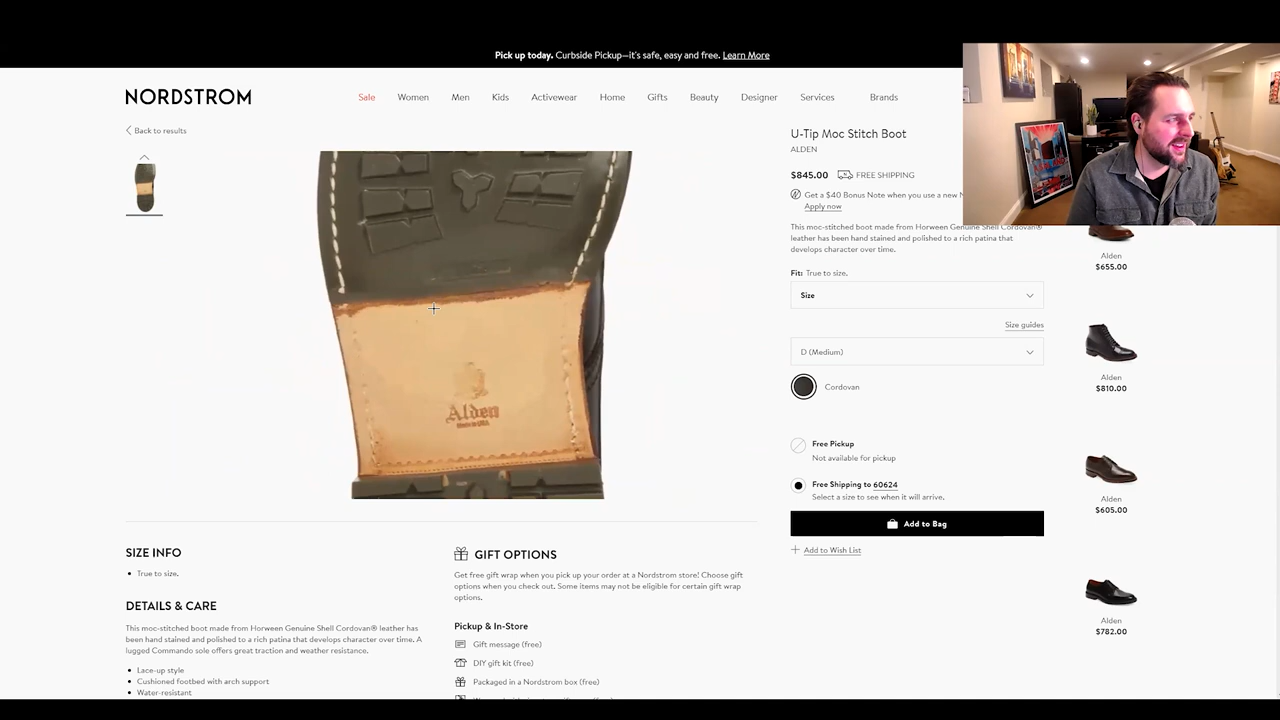 Pick up today. Curbside Pickup—it's safe, easy and free. Learn More
NORDSTROM
Sale Women Men Kids Activewear Home Gifts Beauty Designer Services Brands
Back to results
U-Tip Moc Stitch Boot
ALDEN
$845.00 FREE SHIPPING
Get a $40 Bonus Note when you use a new
Apply now
This moc-stitched boot made from Horween Genuine Shell Cordovan®
leather has been hand stained and polished to a rich patina that
develops character over time.
Fit: True to size.
Size
Size guides
D (Medium)
Cordovan
Free Pickup
Not available for pickup
Free Shipping to 60624
Select a size to see when it will arrive.
Add to Bag
Add to Wish List
Alden
$655.00
Alden
$810.00
Alden
$605.00
Alden
$782.00
Alden
SIZE INFO
True to size.
DETAILS & CARE
This moc-stitched boot made from Horween Genuine Shell Cordovan® leather has
been hand stained and polished to a rich patina that develops character over time. A
lugged Commando sole offers great traction and weather resistance.
Lace-up style
Cushioned footbed with arch support
Water-resistant
GIFT OPTIONS
Get free gift wrap when you pick up your order at a Nordstrom store! Choose gift
options when you check out. Some items may not be eligible for certain gift wrap
options.
Pickup & In-Store
Gift message (free)
DIY gift kit (free)
Packaged in a Nordstrom box (free)